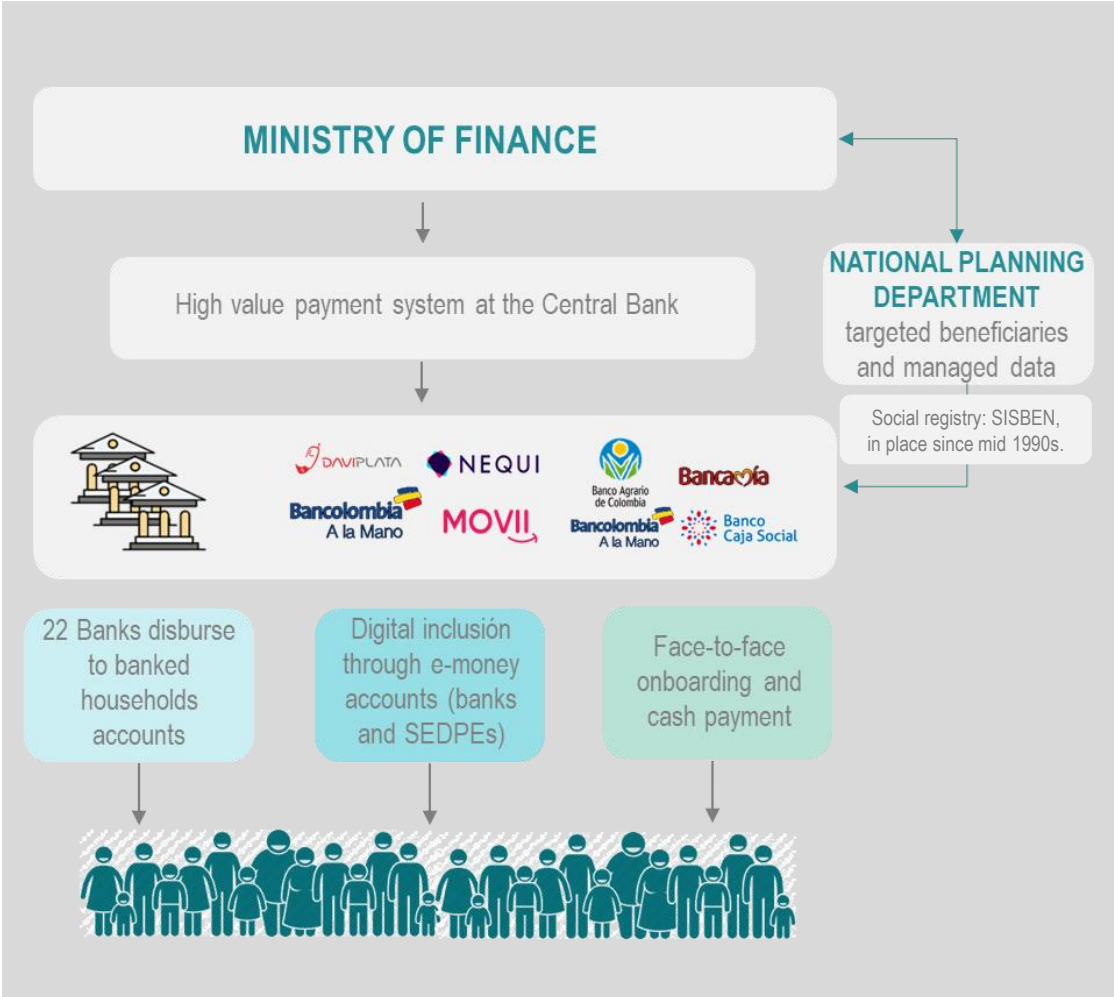 MINISTRY OF FINANCE
High value payment system at the Central Bank
NATIONAL PLANNING
DEPARTMENT
targeted beneficiaries
and managed data
Social registry: SISBEN,
in place since mid 1990s.
DAVIPLATA
NEQUI
Bancolombia
A la Mano
MOVII
Banco Agrario
de Colombia
Bancamía
Bancolombia
A la Mano
Banco
Caja Social
22 Banks disburse
to banked
households
accounts
Digital inclusión
through e-money
accounts (banks
and SEDPEs)
Face-to-face
onboarding and
cash payment